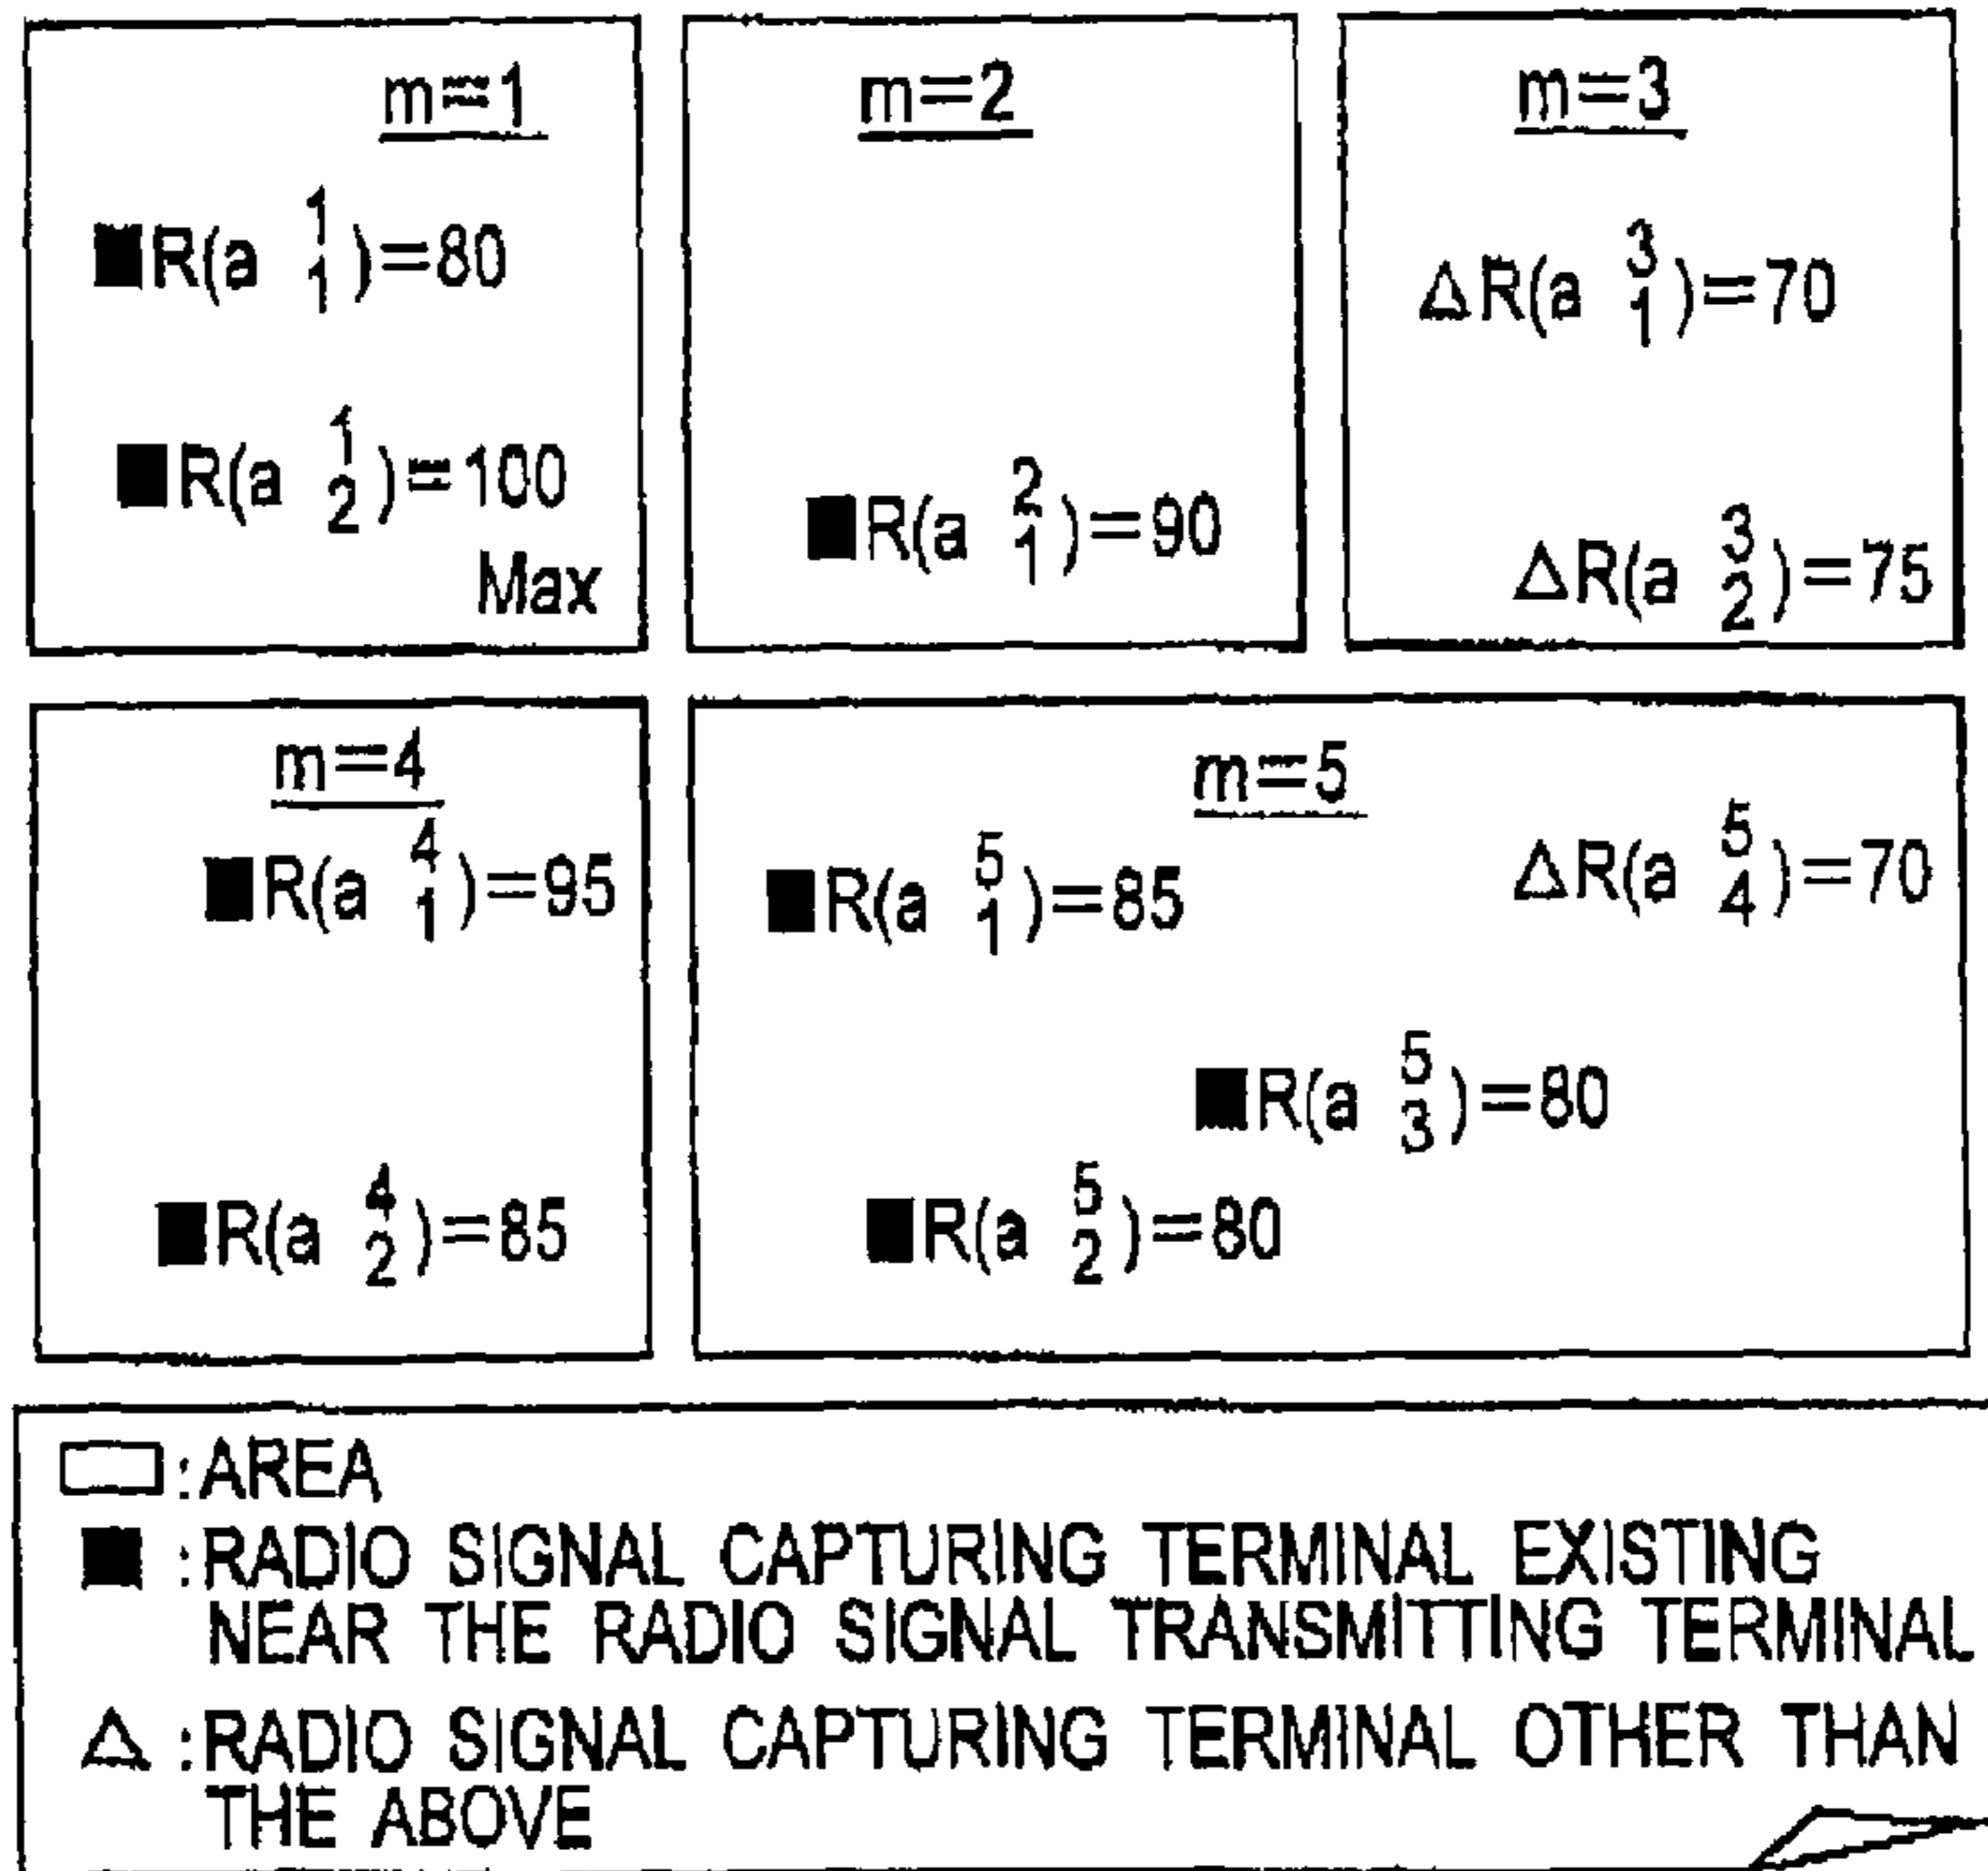 m=1
■R(a 1 1)=80
■R(a 1 2)=100
Max
m=2
■R(a 2 1)=90
m=3
△R(a 3 1)=70
△R(a 3 2)=75
m=4
■R(a 4 1)=95
■R(a 4 2)=85
m=5
■R(a 5 1)=85
△R(a 5 4)=70
■R(a 5 3)=80
■R(a 5 2)=80
:AREA
■:RADIO SIGNAL CAPTURING TERMINAL EXISTING
NEAR THE RADIO SIGNAL TRANSMITTING TERMINAL
△:RADIO SIGNAL CAPTURING TERMINAL OTHER THAN
THE ABOVE